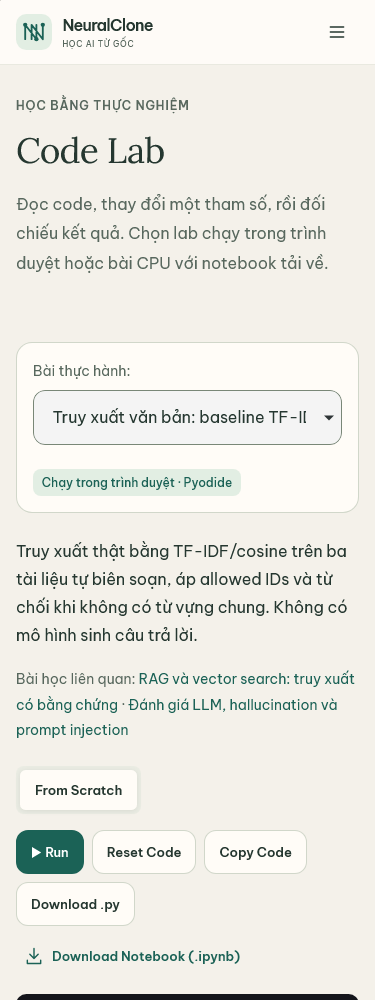 NeuralClone
HỌC AI TỪ GỐC
HỌC BẰNG THỰC NGHIỆM
Code Lab
Đọc code, thay đổi một tham số, rồi đối
chiếu kết quả. Chọn lab chạy trong trình
duyệt hoặc bài CPU với notebook tải về.
Bài thực hành:
Truy xuất văn bản: baseline TF-I
Chạy trong trình duyệt · Pyodide
Truy xuất thật bằng TF-IDF/cosine trên ba
tài liệu tự biên soạn, áp allowed IDs và từ
chối khi không có từ vựng chung. Không có
mô hình sinh câu trả lời.
Bài học liên quan: RAG và vector search: truy xuất
có bằng chứng · Đánh giá LLM, hallucination và
prompt injection
From Scratch
▶ Run
Reset Code
Copy Code
Download .py
Download Notebook (.ipynb)